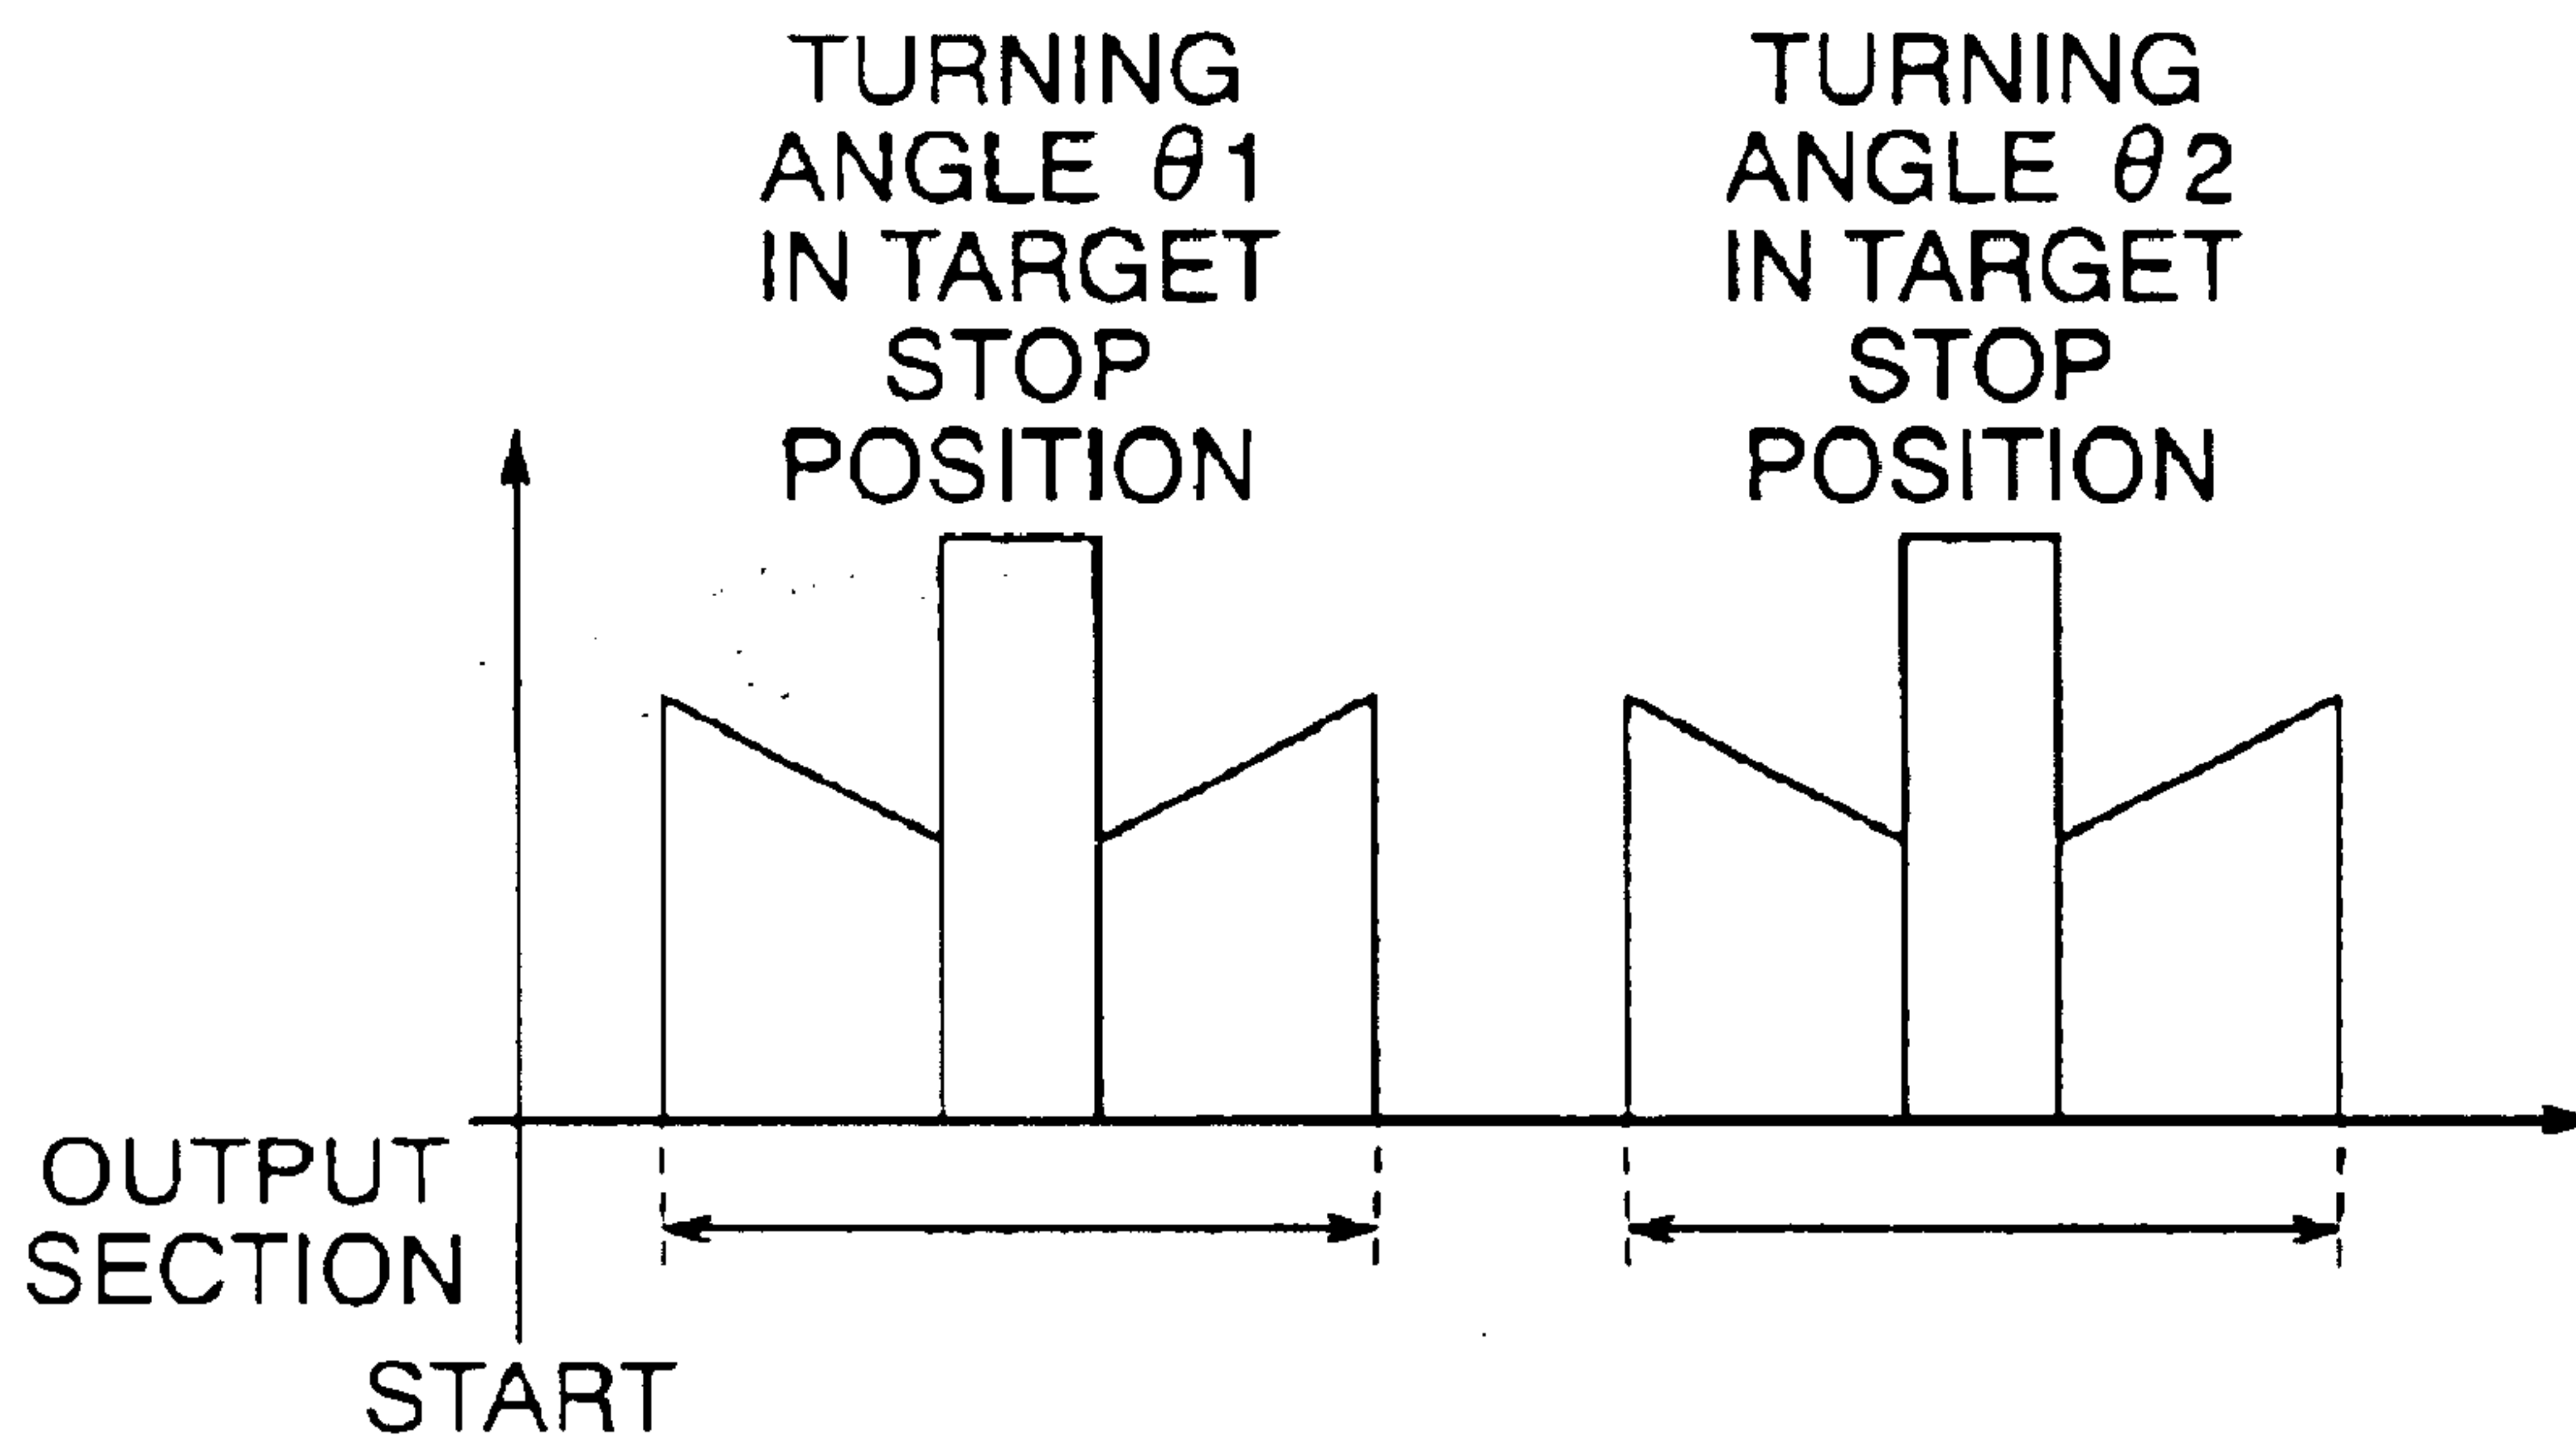 TURNING
ANGLE θ1
IN TARGET
STOP
POSITION
TURNING
ANGLE θ2
IN TARGET
STOP
POSITION
OUTPUT
SECTION
START